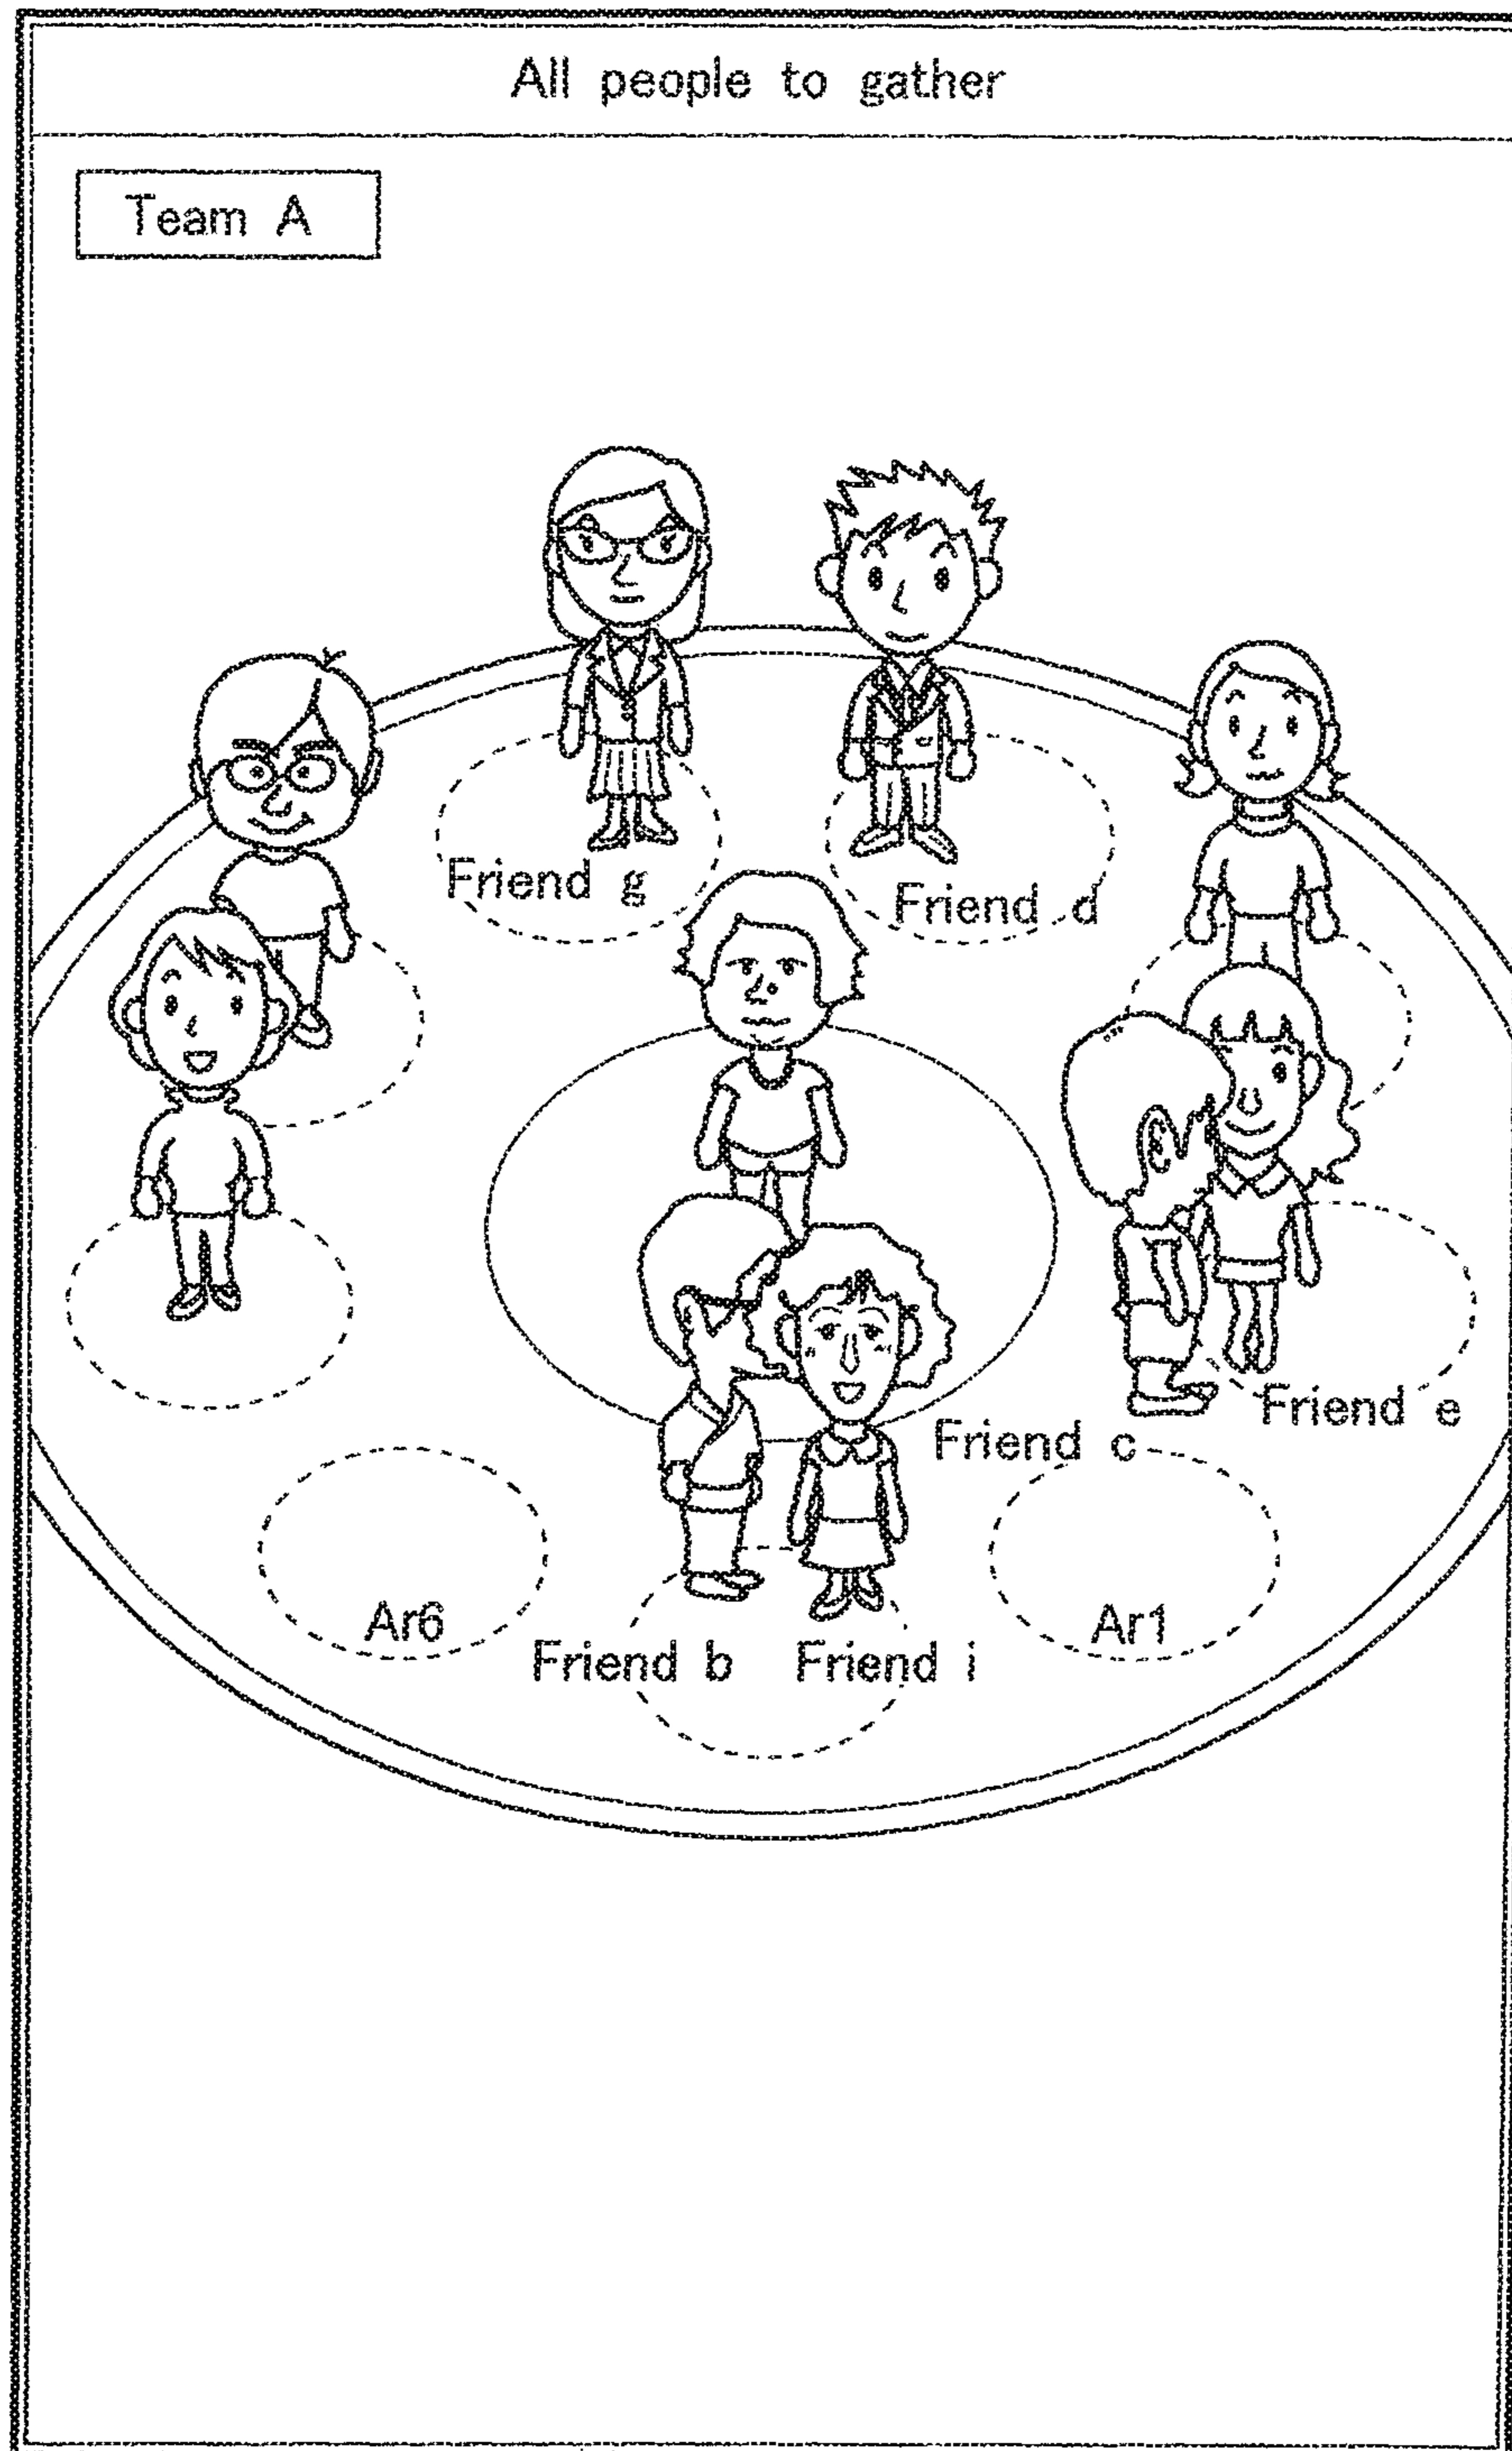 All people to gather
Team A
Friend g
Friend d
Friend e
Friend c
Ar6
Ar1
Friend b
Friend i